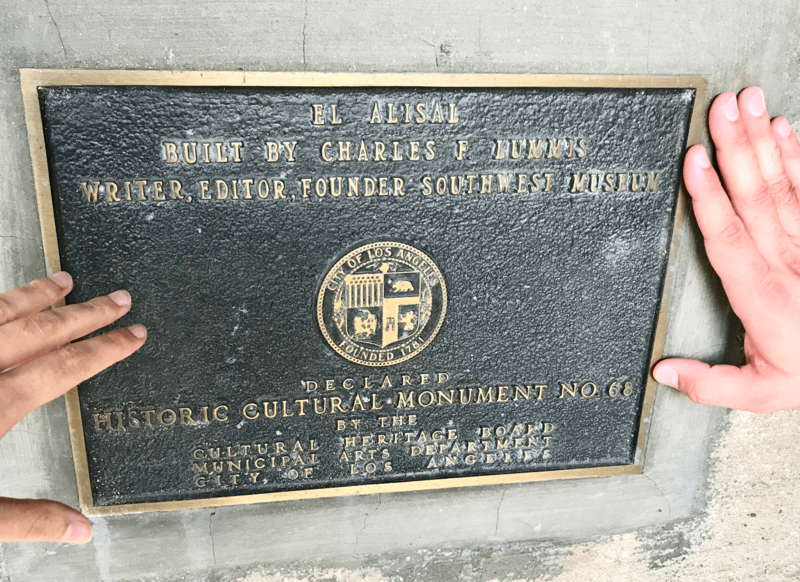 EL ALISAL
BUILT BY CHARLES F. LUMMIS
WRITER, EDITOR, FOUNDER SOUTHWEST MUSEUM
CITY OF LOS ANGELES
FOUNDED 1781
DECLARED
HISTORIC CULTURAL MONUMENT NO. 68
BY THE
CULTURAL HERITAGE BOARD
MUNICIPAL ARTS DEPARTMENT
CITY OF LOS ANGELES